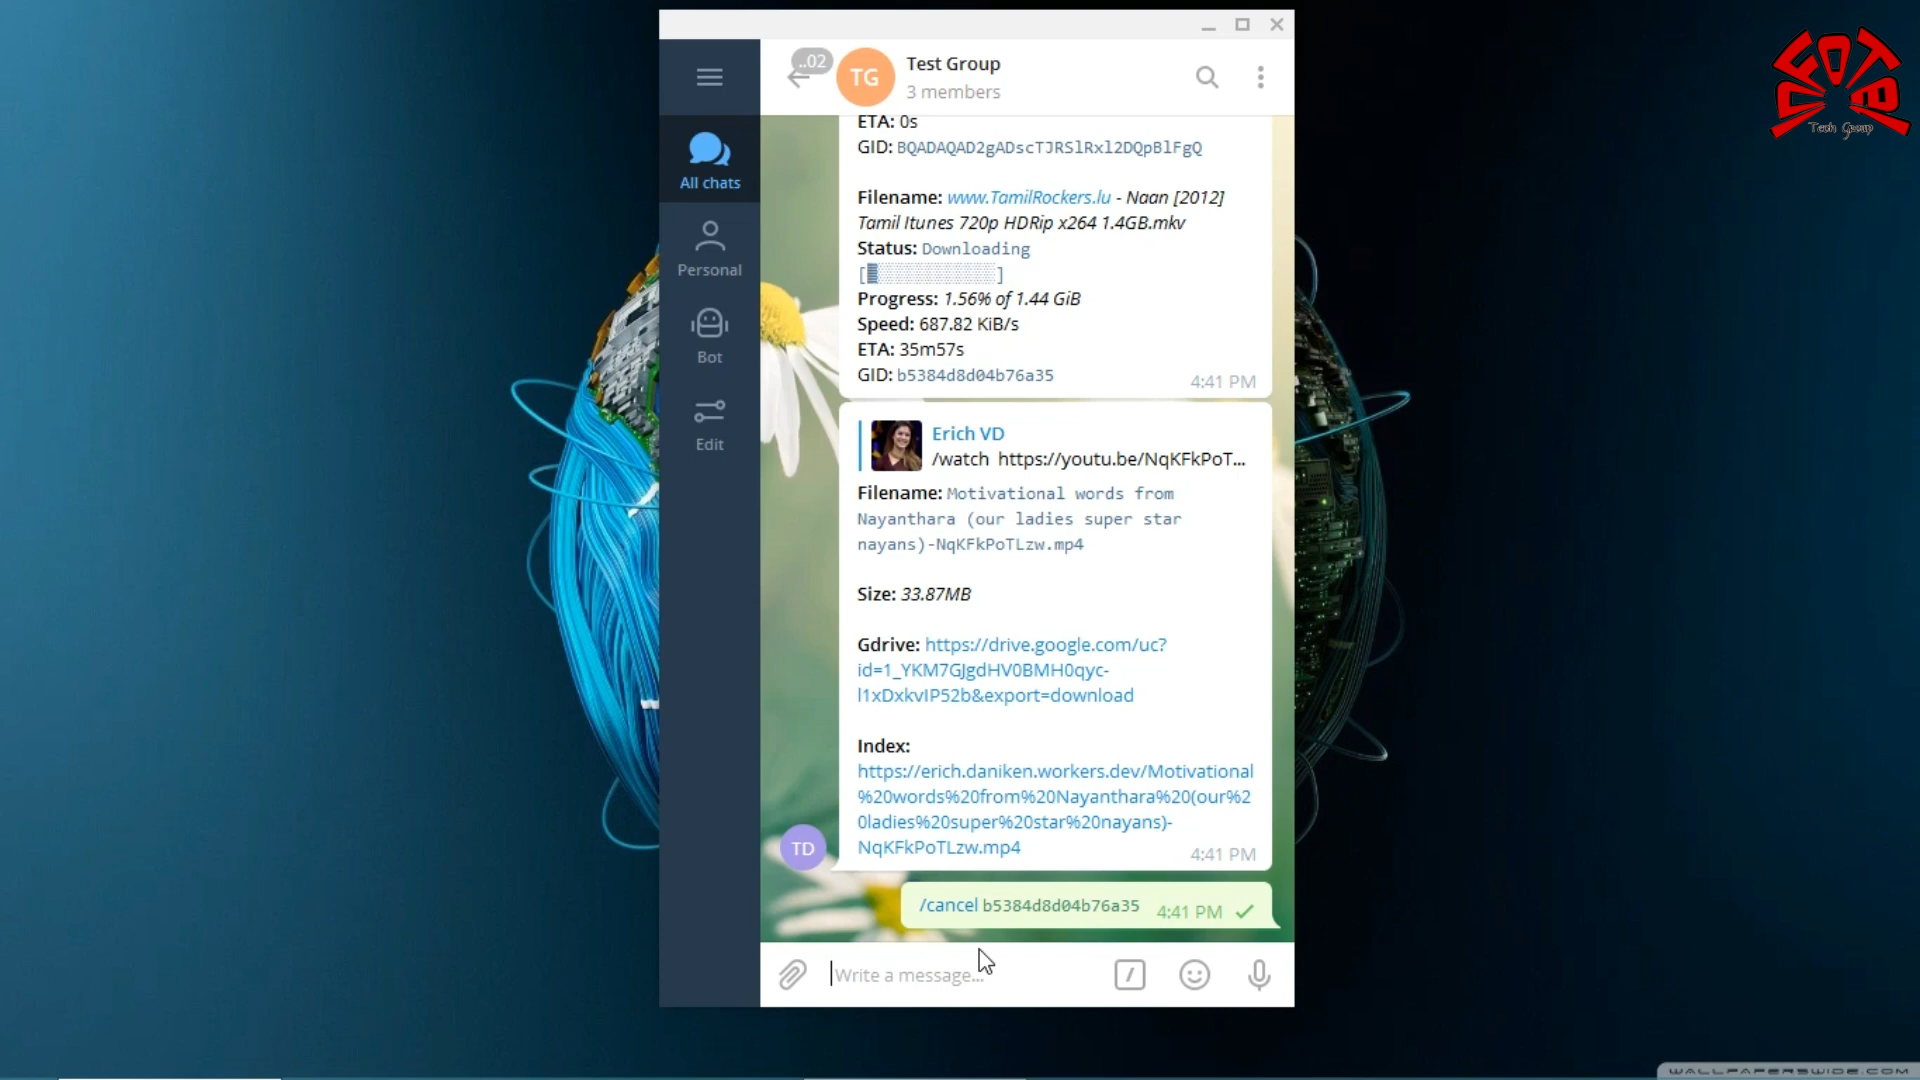 ..02
TG
Test Group
3 members
All chats
Personal
Bot
Edit
ETA: 0s
GID: BQADAQAD2gADscTJRSlRxl2DQpBlFgQ
Filename: www.TamilRockers.lu - Naan [2012]
Tamil Itunes 720p HDRip x264 1.4GB.mkv
Status: Downloading
Progress: 1.56% of 1.44 GiB
Speed: 687.82 KiB/s
ETA: 35m57s
GID: b5384d8d04b76a35
4:41 PM
Erich VD
/watch https://youtu.be/NqKFkPoT...
Filename: Motivational words from
Nayanthara (our ladies super star
nayans)-NqKFkPoTLzw.mp4
Size: 33.87MB
Gdrive: https://drive.google.com/uc?
id=1_YKM7GJgdHV0BMH0qyc-
l1xDxkvIP52b&export=download
Index:
https://erich.daniken.workers.dev/Motivational
%20words%20from%20Nayanthara%20(our%2
0ladies%20super%20star%20nayans)-
NqKFkPoTLzw.mp4
4:41 PM
TD
/cancel b5384d8d04b76a35
4:41 PM
Write a message...
Tech Group
WALLPAPERSWIDE.COM